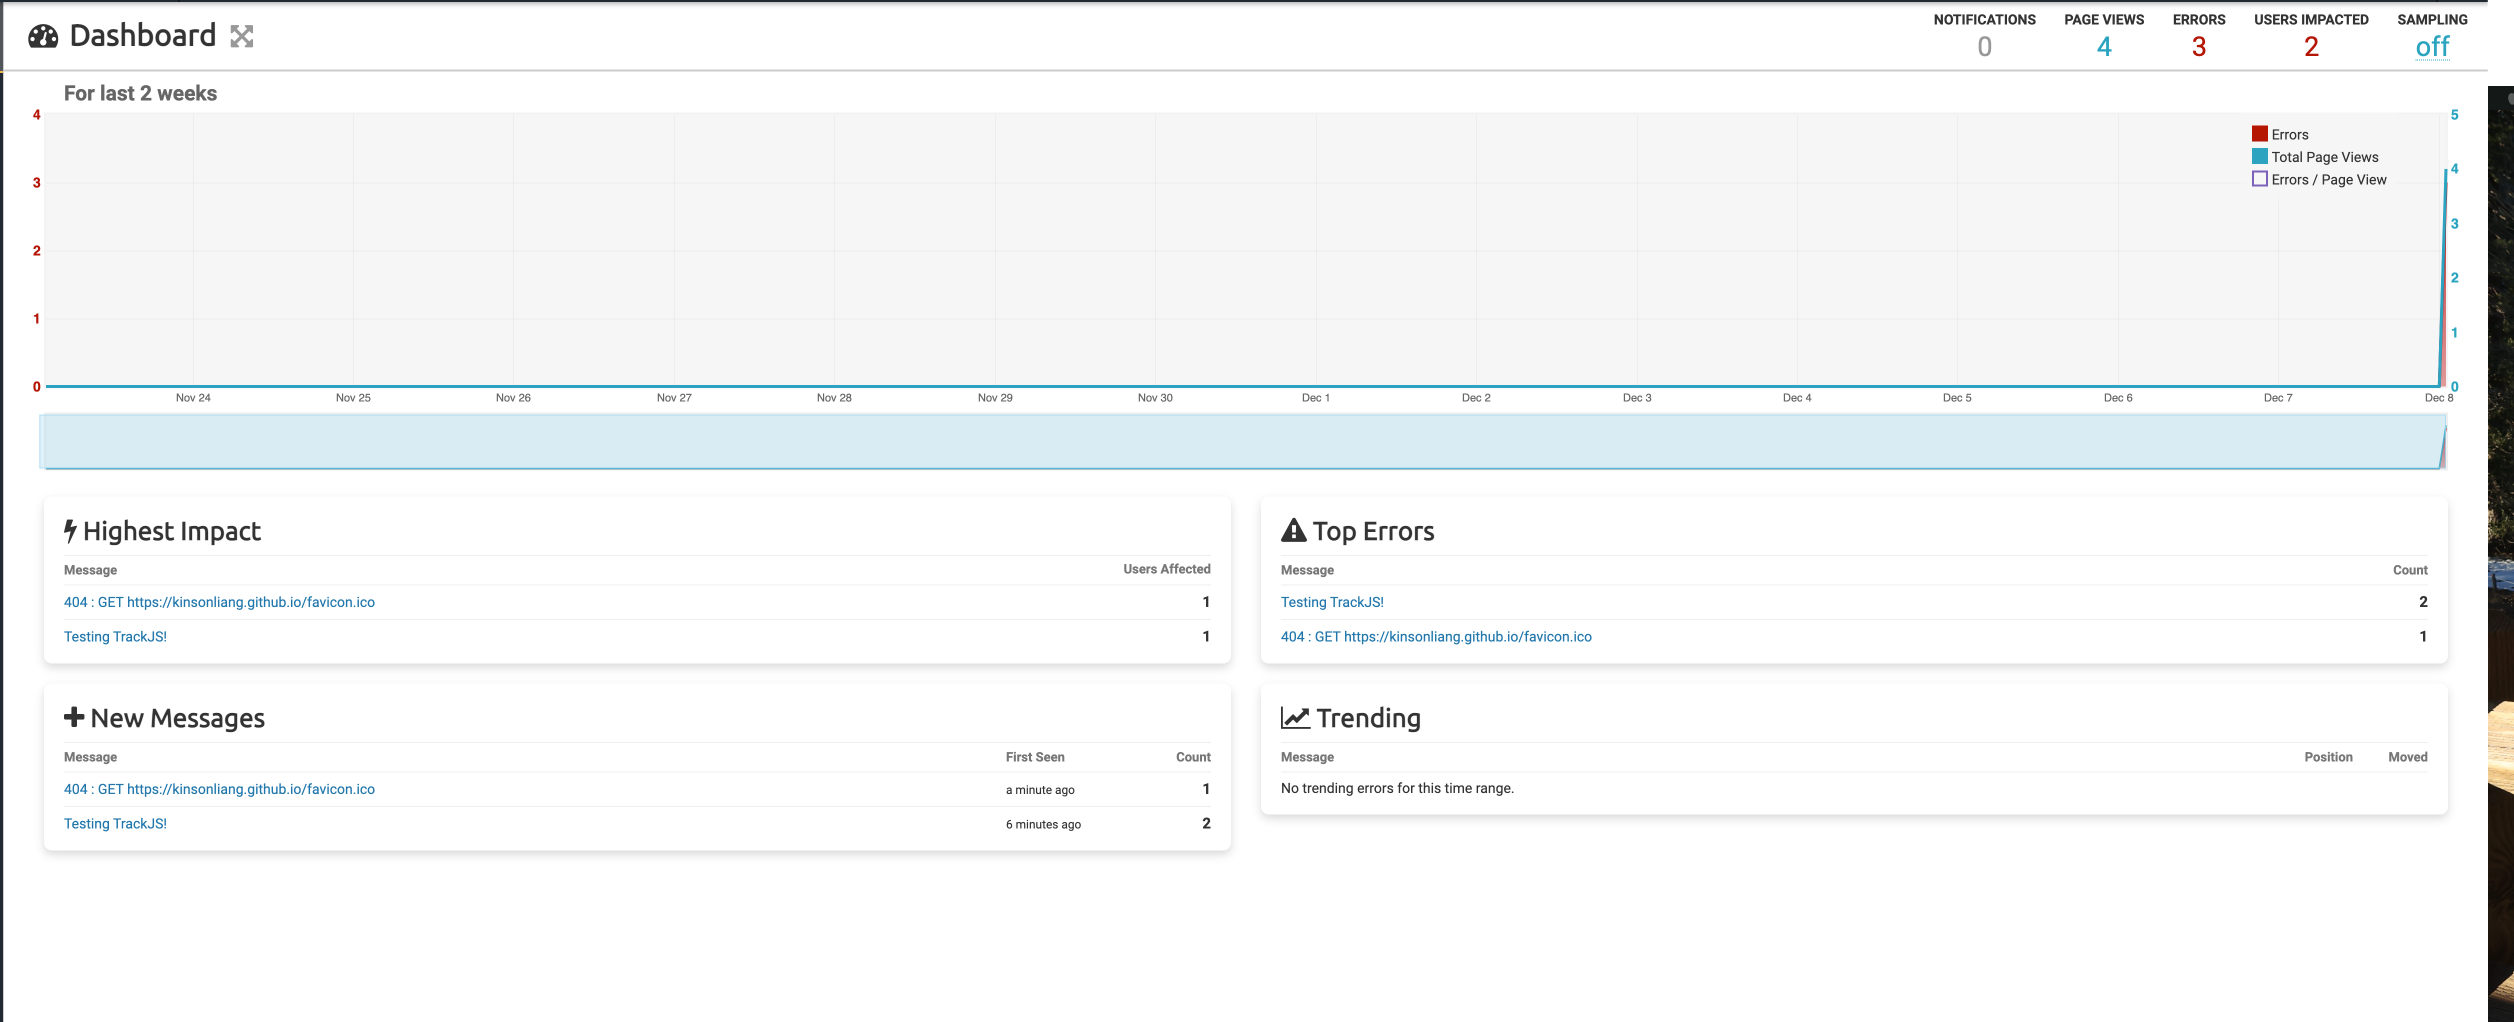 Dashboard
NOTIFICATIONS PAGE VIEWS ERRORS USERS IMPACTED SAMPLING
0 4 3 2 off
For last 2 weeks
4 5
Errors
Total Page Views
4
3
Errors / Page View
3
2
2
1
1
0 0
Nov 24 Nov 25 Nov 26 Nov 27 Nov 28 Nov 29 Nov 30 Dec 1 Dec 2 Dec 3 Dec 4 Dec 5 Dec 6 Dec 7 Dec 8
Highest Impact
Message Users Affected
404 : GET https://kinsonliang.github.io/favicon.ico 1
Testing TrackJS! 1
Top Errors
Message Count
Testing TrackJS! 2
404 : GET https://kinsonliang.github.io/favicon.ico 1
New Messages
Message First Seen Count
404 : GET https://kinsonliang.github.io/favicon.ico a minute ago 1
Testing TrackJS! 6 minutes ago 2
Trending
Message Position Moved
No trending errors for this time range.